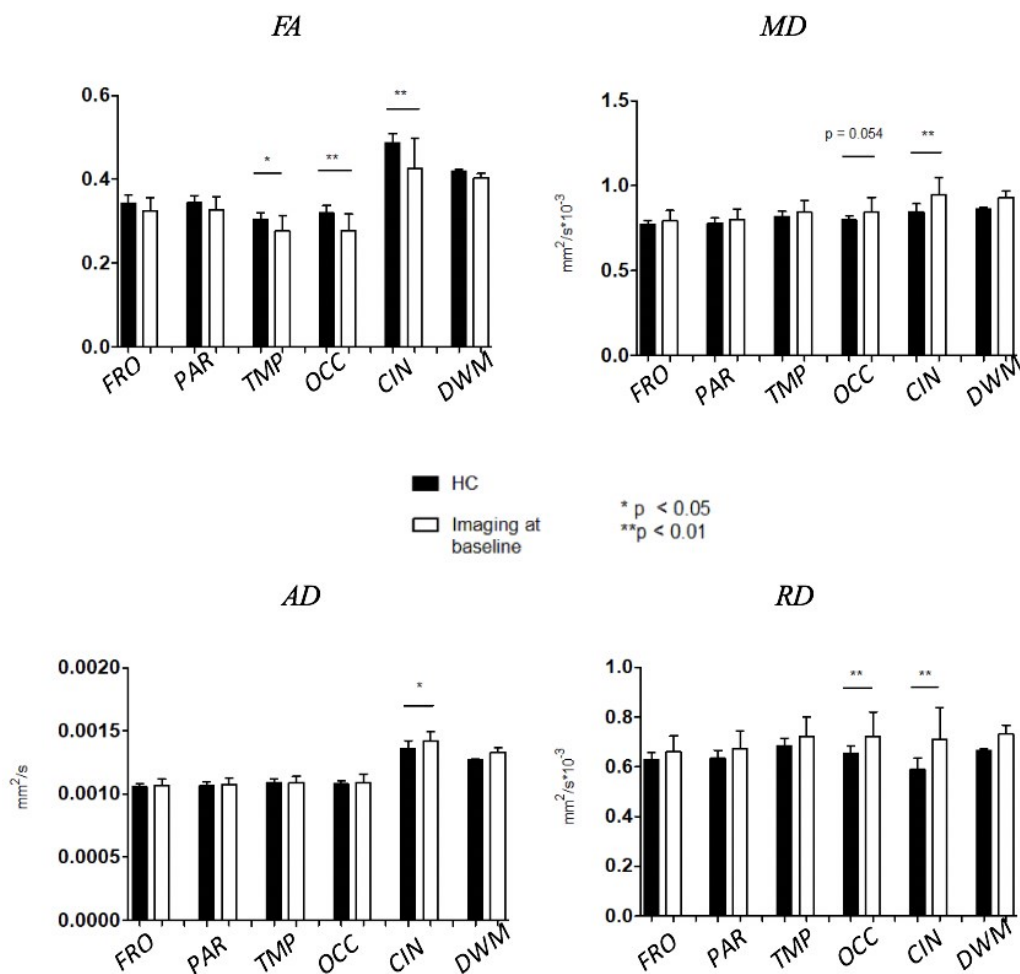 FA
0.6
0.4
0.2
0.0
*
**
**
FRO PAR TMP OCC CIN DWM
MD
1.5
1.0
0.5
0.0
mm²/s*10⁻³
p = 0.054
**
FRO PAR TMP OCC CIN DWM
HC
Imaging at
baseline
* p < 0.05
**p < 0.01
AD
0.0020
0.0015
0.0010
0.0005
0.0000
mm²/s
*
FRO PAR TMP OCC CIN DWM
RD
1.0
0.8
0.6
0.4
0.2
0.0
mm²/s*10⁻³
**
**
FRO PAR TMP OCC CIN DWM